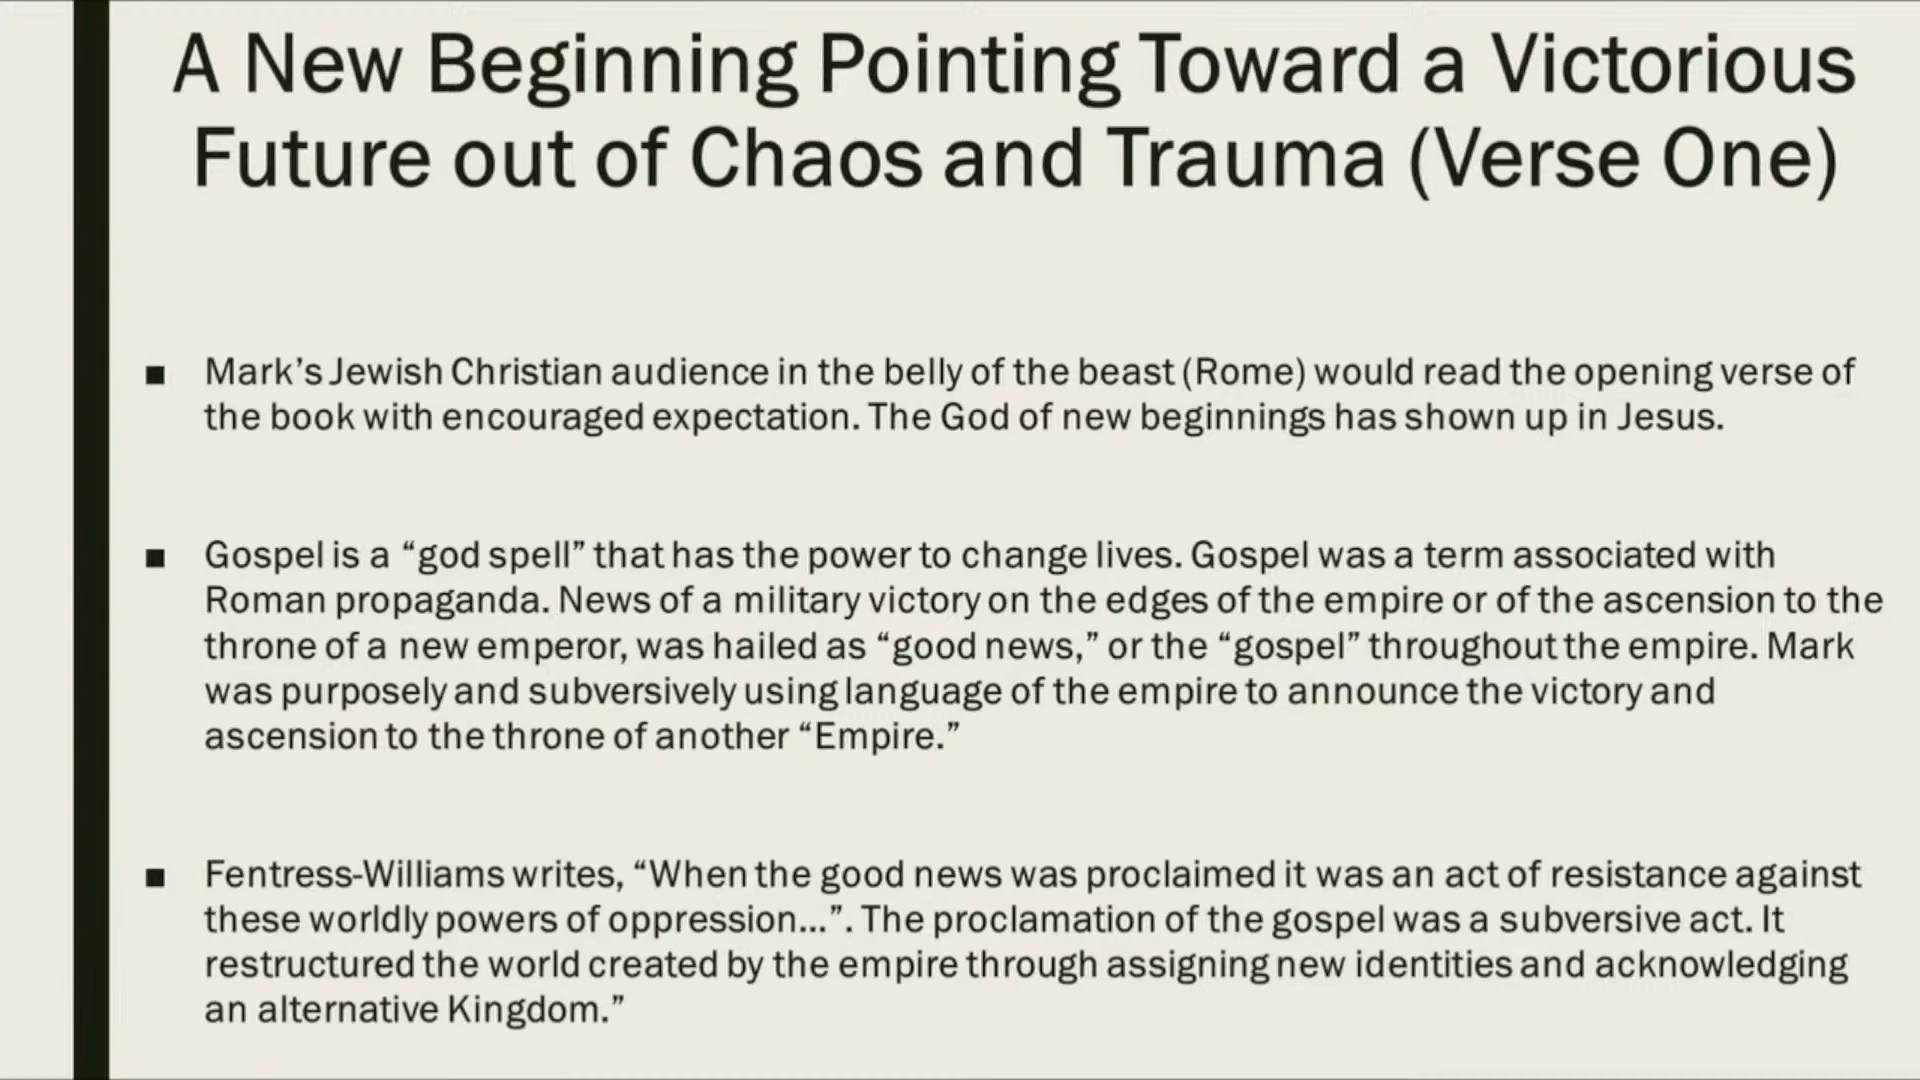 A New Beginning Pointing Toward a Victorious
Future out of Chaos and Trauma (Verse One)
■ Mark’s Jewish Christian audience in the belly of the beast (Rome) would read the opening verse of
the book with encouraged expectation. The God of new beginnings has shown up in Jesus.
■ Gospel is a “god spell” that has the power to change lives. Gospel was a term associated with
Roman propaganda. News of a military victory on the edges of the empire or of the ascension to the
throne of a new emperor, was hailed as “good news,” or the “gospel” throughout the empire. Mark
was purposely and subversively using language of the empire to announce the victory and
ascension to the throne of another “Empire.”
■ Fentress-Williams writes, “When the good news was proclaimed it was an act of resistance against
these worldly powers of oppression...”. The proclamation of the gospel was a subversive act. It
restructured the world created by the empire through assigning new identities and acknowledging
an alternative Kingdom.”